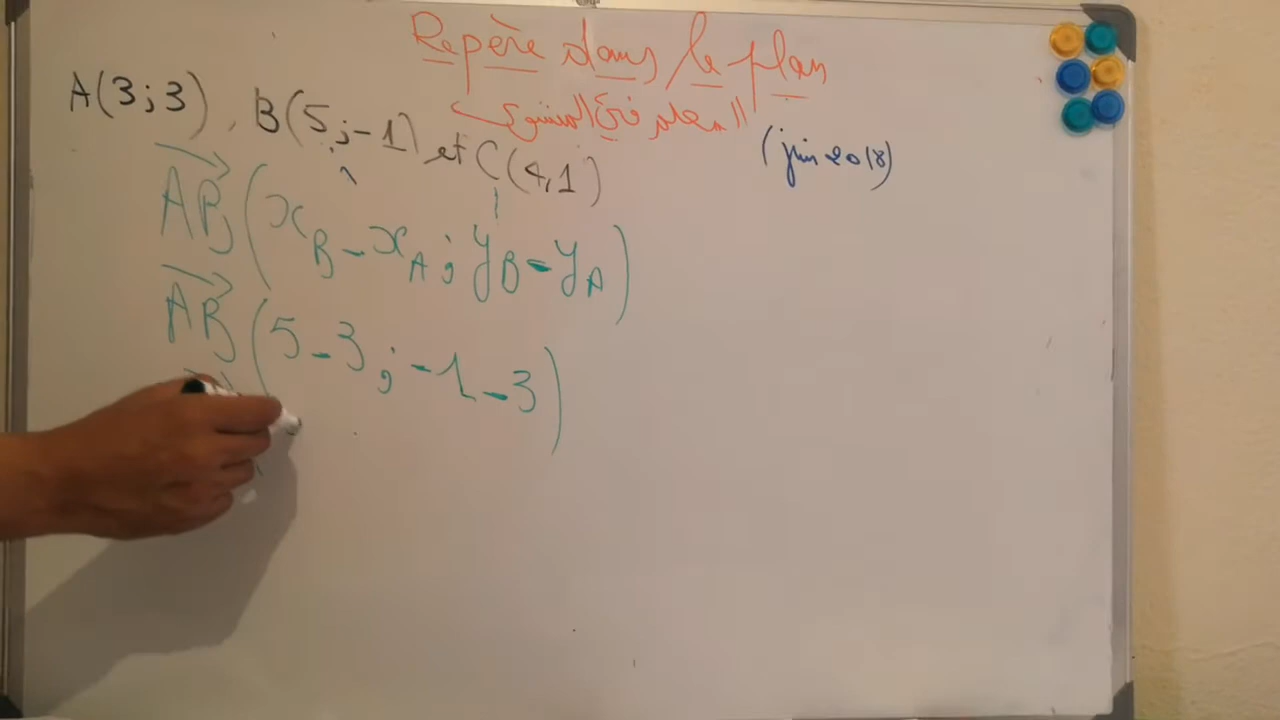 Repère dans le plan
المعلم في المستوي
(juin 2018)
A(3;3), B(5;-1) et C(4,1)
AB(xB-xA;yB-yA)
AB(5-3;-1-3)